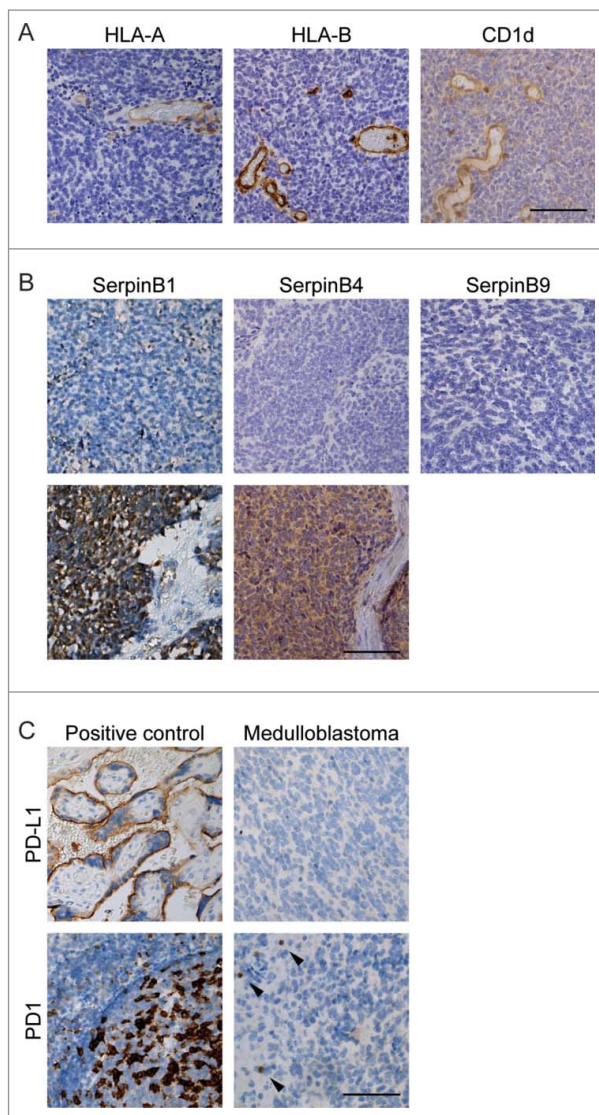 A
HLA-A HLA-B CD1d
B
SerpinB1 SerpinB4 SerpinB9
C
Positive control Medulloblastoma
PD-L1
PD1